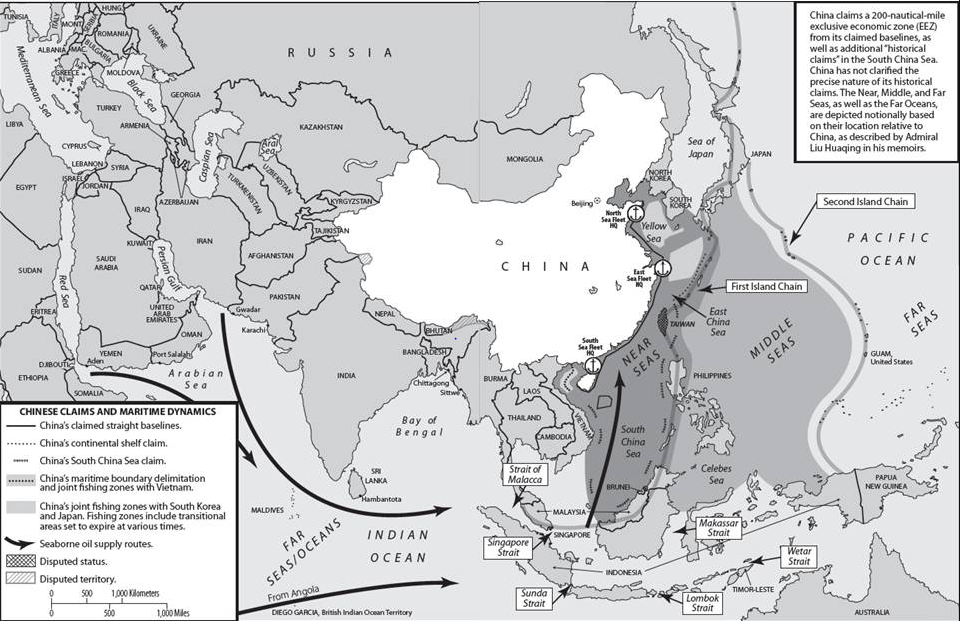 China claims a 200-nautical-mile
exclusive economic zone (EEZ)
from its claimed baselines, as
well as additional "historical
claims" in the South China Sea.
China has not clarified the
precise nature of its historical
claims. The Near, Middle, and Far
Seas, as well as the Far Oceans,
are depicted notionally based
on their location relative to
China, as described by Admiral
Liu Huaqing in his memoirs.
TUNISIA
ITALY
MONT.
SERBIA
HUNG.
ROMANIA
UKRAINE
BULGARIA
ALBANIA
MAC.
MOLDOVA
GREECE
Mediterranean Sea
Black Sea
RUSSIA
GEORGIA
TURKEY
ARMENIA
LIBYA
CYPRUS
LEBANON
SYRIA
ISRAEL
JORDAN
EGYPT
Caspian Sea
Aral
Sea
KAZAKHSTAN
UZBEKISTAN
TURKMENISTAN
AZERBAIJAN
KYRGYZSTAN
TAJIKISTAN
IRAQ
IRAN
AFGHANISTAN
KUWAIT
Persian Gulf
SAUDI
ARABIA
QATAR
UNITED
ARAB
EMIRATES
OMAN
Red Sea
SUDAN
ERITREA
DJIBOUTI
ETHIOPIA
SOMALIA
YEMEN
Aden
Port Salalah
Arabian
Sea
PAKISTAN
Gwadar
Karachi
NEPAL
BHUTAN
BANGLADESH
INDIA
Chittagong
Sittwe
Bay of
Bengal
SRI
LANKA
Hambantota
MALDIVES
FAR
SEAS/OCEANS
INDIAN
OCEAN
From Angola
DIEGO GARCIA, British Indian Ocean Territory
MONGOLIA
CHINA
Beijing
North
Sea Fleet
HQ
East
Sea Fleet
HQ
South
Sea Fleet
HQ
NORTH
KOREA
SOUTH
KOREA
Sea of
Japan
JAPAN
Yellow
Sea
Second Island Chain
PACIFIC
OCEAN
First Island Chain
East
China
Sea
TAIWAN
NEAR
SEAS
MIDDLE
SEAS
FAR
SEAS
GUAM,
United States
PHILIPPINES
BURMA
LAOS
THAILAND
VIETNAM
CAMBODIA
South
China
Sea
Strait of
Malacca
BRUNEI
Celebes
Sea
MALAYSIA
SINGAPORE
Singapore
Strait
Makassar
Strait
PAPUA
NEW GUINEA
INDONESIA
Wetar
Strait
TIMOR-LESTE
Sunda
Strait
Lombok
Strait
AUSTRALIA
CHINESE CLAIMS AND MARITIME DYNAMICS
China's claimed straight baselines.
China's continental shelf claim.
China's South China Sea claim.
China's maritime boundary delimitation
and joint fishing zones with Vietnam.
China's joint fishing zones with South Korea
and Japan. Fishing zones include transitional
areas set to expire at various times.
Seaborne oil supply routes.
Disputed status.
Disputed territory.
0 500 1,000 Kilometers
0 500 1,000 Miles